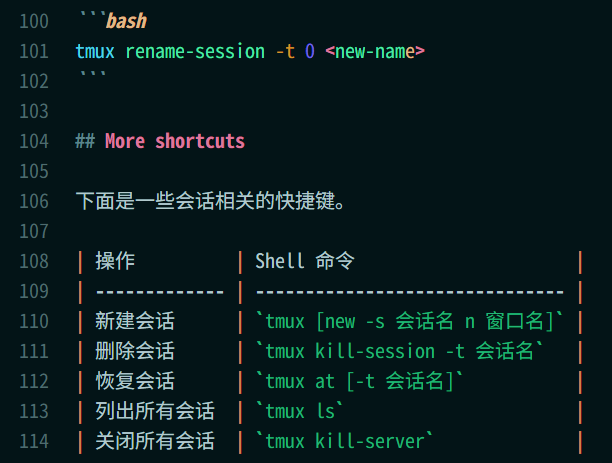 100 ```bash
101 tmux rename-session -t 0 <new-name>
102 ```
103
104 ## More shortcuts
105
106 下面是一些会话相关的快捷键。
107
108 | 操作 | Shell 命令 |
109 | ------------- | ------------------------------- |
110 | 新建会话 | `tmux [new -s 会话名 n 窗口名]` |
111 | 删除会话 | `tmux kill-session -t 会话名` |
112 | 恢复会话 | `tmux at [-t 会话名]` |
113 | 列出所有会话 | `tmux ls` |
114 | 关闭所有会话 | `tmux kill-server` |